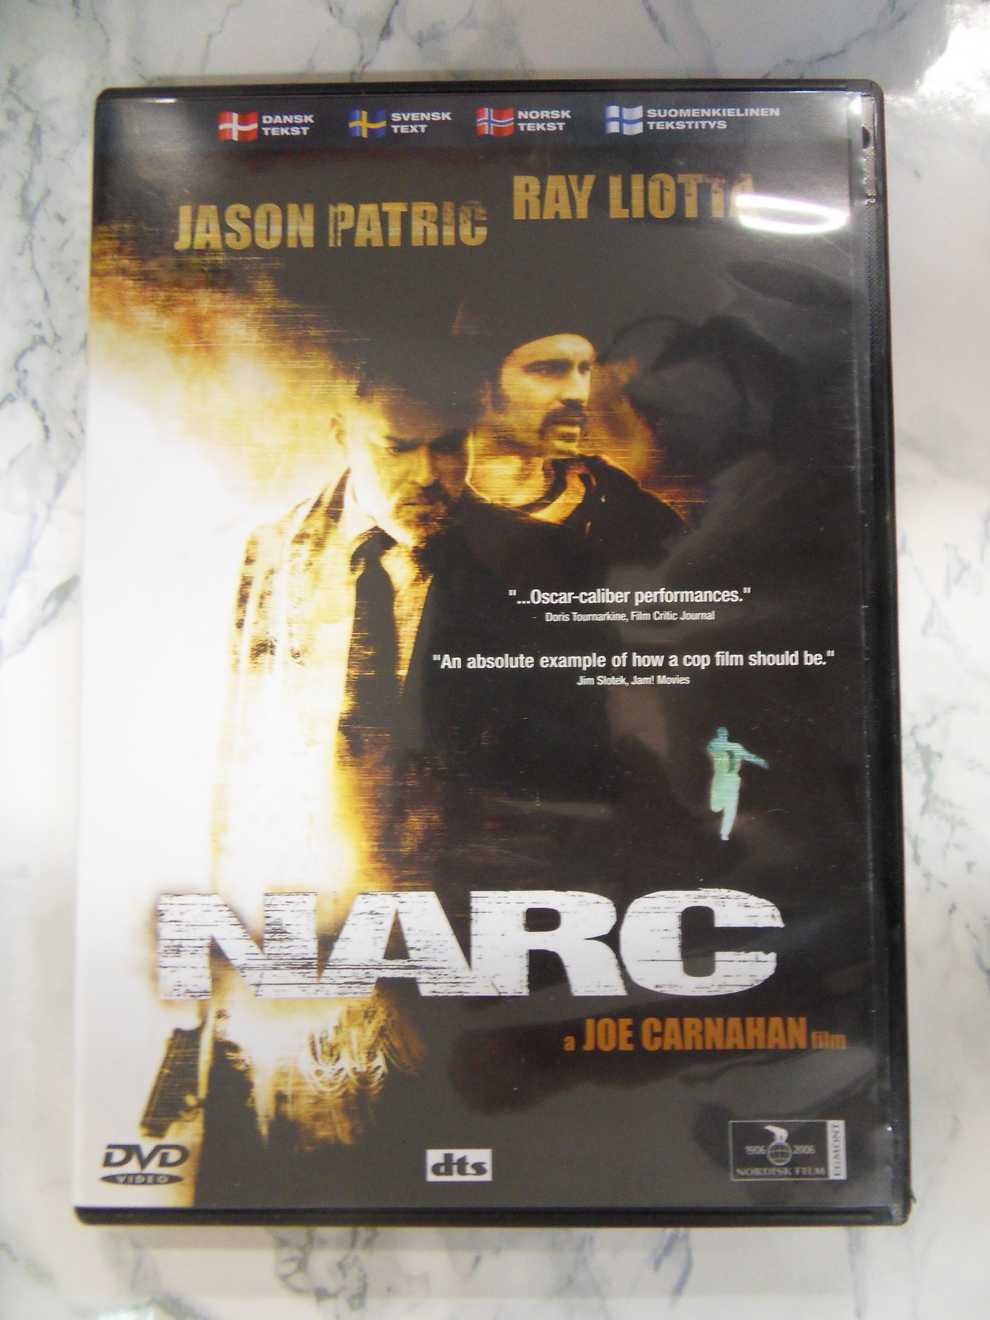 DANSK
TEKST
SVENSK
TEXT
NORSK
TEKST
SUOMENKIELINEN
TEKSTITYS
JASON PATRIC
RAY LIOTTA
"...Oscar-caliber performances."
Doris Tournarkine, Film Critic Journal
"An absolute example of how a cop film should be."
Jim Slotek, Jam! Movies
NARC
a JOE CARNAHAN film
DVD
VIDEO
dts
1906 2006
NORDISK FILM
EGMONT